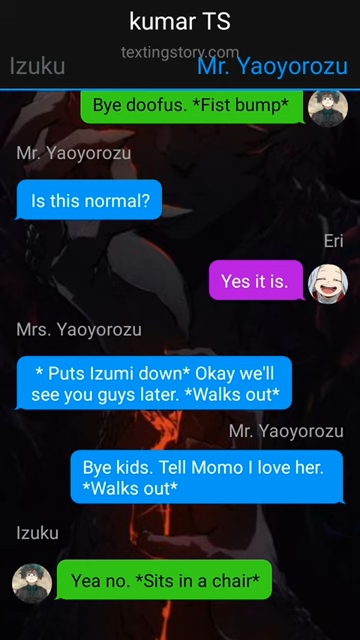 kumar TS
textingstory.com
Izuku
Mr. Yaoyorozu
Bye doofus. *Fist bump*
Mr. Yaoyorozu
Is this normal?
Eri
Yes it is.
Mrs. Yaoyorozu
* Puts Izumi down* Okay we'll
see you guys later. *Walks out*
Mr. Yaoyorozu
Bye kids. Tell Momo I love her.
*Walks out*
Izuku
Yea no. *Sits in a chair*